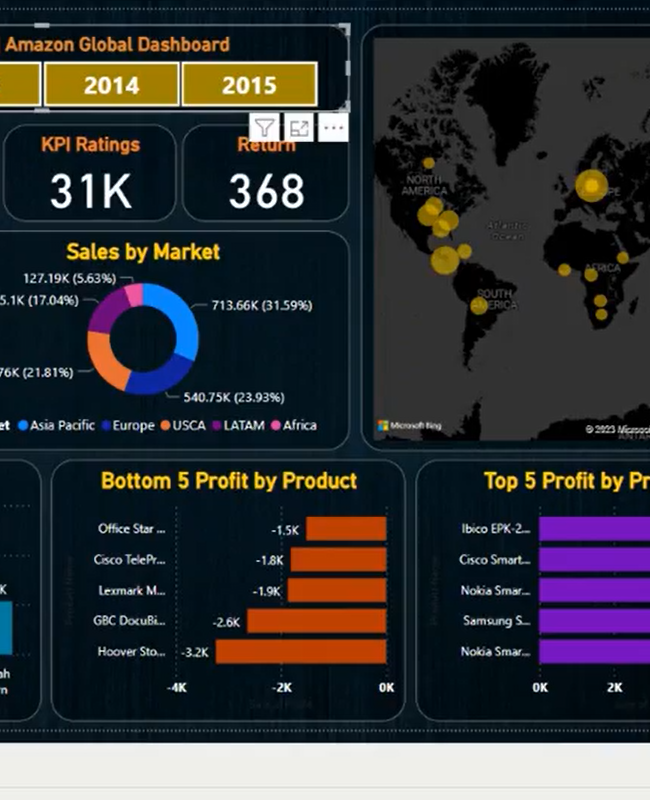 Amazon Global Dashboard
2014
2015
KPI Ratings
31K
Return
368
Sales by Market
127.19K (5.63%)
5.1K (17.04%)
76K (21.81%)
713.66K (31.59%)
540.75K (23.93%)
et Asia Pacific Europe USCA LATAM Africa
NORTH
AMERICA
Atlantic
Ocean
PE
AFRICA
SOUTH
AMERICA
Microsoft Bing
© 2023 Microsoft
Bottom 5 Profit by Product
Office Star ...
-1.5K
Cisco TelePr...
-1.8K
Lexmark M...
-1.9K
GBC DocuBi...
-2.6K
Hoover Sto...
-3.2K
-4K
-2K
0K
Top 5 Profit by Pr
Ibico EPK-2...
Cisco Smart...
Nokia Smar...
Samsung S...
Nokia Smar...
0K
2K
K
ah
rn